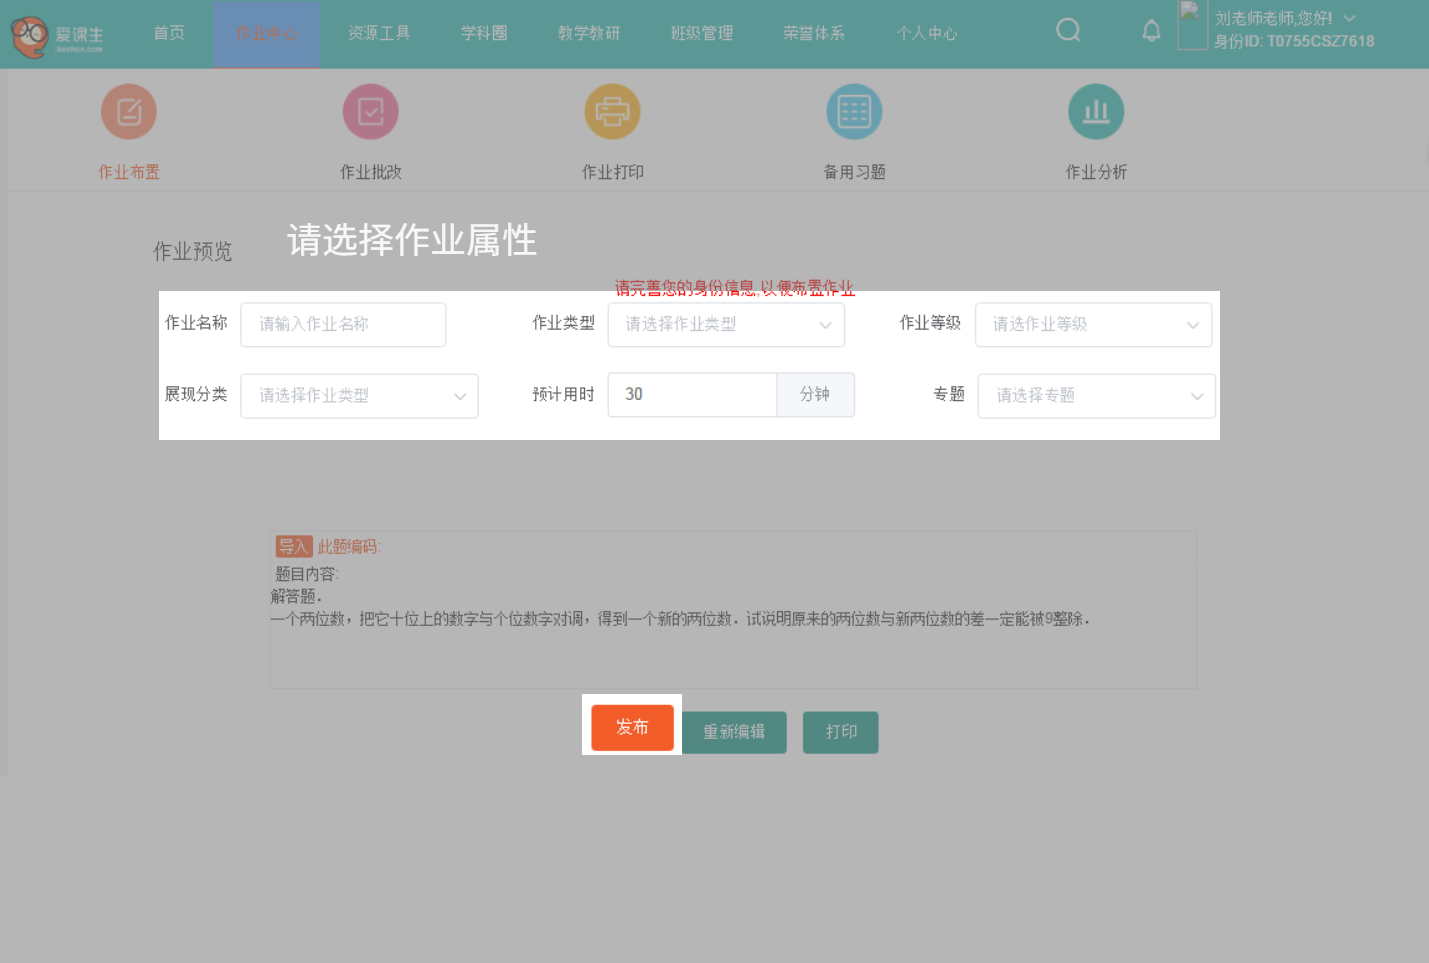 爱课生
ikeshen.com
首页
作业中心
资源工具
学科圈
教学教研
班级管理
荣誉体系
个人中心
刘老师老师,您好!
身份ID: T0755CSZ7618
作业布置
作业批改
作业打印
备用习题
作业分析
作业预览
请选择作业属性
请完善您的身份信息,以便布置作业
作业名称 请输入作业名称
作业类型 请选择作业类型
作业等级 请选作业等级
展现分类 请选择作业类型
预计用时 30 分钟
专题 请选择专题
导入 此题编码:
题目内容:
解答题.
一个两位数，把它十位上的数字与个位数字对调，得到一个新的两位数．试说明原来的两位数与新两位数的差一定能被9整除．
发布
重新编辑
打印